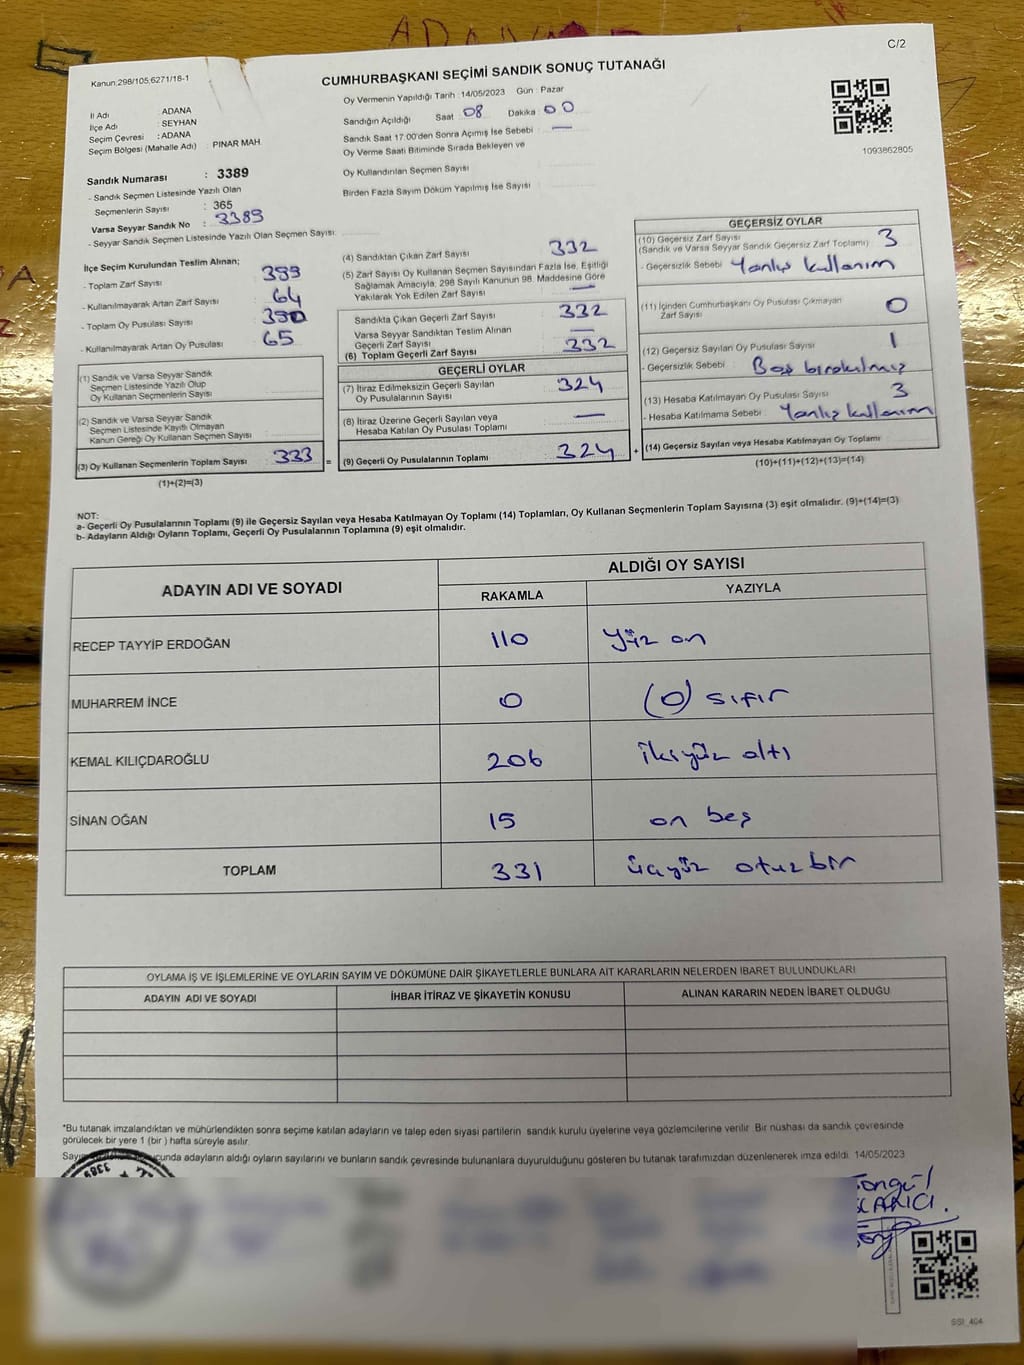 C/2
Kanun:298/105,6271/18-1
CUMHURBAŞKANI SEÇİMİ SANDIK SONUÇ TUTANAĞI
İl Adı : ADANA
İlçe Adı : SEYHAN
Seçim Çevresi : ADANA
Seçim Bölgesi (Mahalle Adı) : PINAR MAH.
Oy Vermenin Yapıldığı Tarih : 14/05/2023 Gün : Pazar
Sandığın Açıldığı Saat : 08 Dakika : 00
Sandık Saat 17:00'den Sonra Açımış İse Sebebi : —
Oy Verme Saati Bitiminde Sırada Bekleyen ve
Oy Kullandırılan Seçmen Sayısı :
Birden Fazla Sayım Döküm Yapılmış İse Sayısı :
1093862805
Sandık Numarası : 3389
- Sandık Seçmen Listesinde Yazılı Olan
Seçmenlerin Sayısı : 365
Varsa Seyyar Sandık No : 3389
- Seyyar Sandık Seçmen Listesinde Yazılı Olan Seçmen Sayısı:
İlçe Seçim Kurulundan Teslim Alınan;
- Toplam Zarf Sayısı : 399
- Kullanılmayarak Artan Zarf Sayısı : 64
- Toplam Oy Pusulası Sayısı : 390
- Kullanılmayarak Artan Oy Pusulası : 65
(1) Sandık ve Varsa Seyyar Sandık
Seçmen Listesinde Yazılı Olup
Oy Kullanan Seçmenlerin Sayısı :
(2) Sandık ve Varsa Seyyar Sandık
Seçmen Listesinde Kayıtlı Olmayan
Kanun Gereği Oy Kullanan Seçmen Sayısı :
(3) Oy Kullanan Seçmenlerin Toplam Sayısı : 333 =
(1)+(2)=(3)
(4) Sandıktan Çıkan Zarf Sayısı : 332
(5) Zarf Sayısı Oy Kullanan Seçmen Sayısından Fazla İse, Eşitliği
Sağlamak Amacıyla, 298 Sayılı Kanunun 98. Maddesine Göre
Yakılarak Yok Edilen Zarf Sayısı : —
Sandıkta Çıkan Geçerli Zarf Sayısı : 332
Varsa Seyyar Sandıktan Teslim Alınan
Geçerli Zarf Sayısı : —
(6) Toplam Geçerli Zarf Sayısı : 332
GEÇERLİ OYLAR
(7) İtiraz Edilmeksizin Geçerli Sayılan
Oy Pusulasının Sayısı : 324
(8) İtiraz Üzerine Geçerli Sayılan veya
Hesaba Katılan Oy Pusulası Toplamı : —
(9) Geçerli Oy Pusulalarının Toplamı : 324 +
GEÇERSİZ OYLAR
(10) Geçersiz Zarf Sayısı
(Sandık ve Varsa Seyyar Sandık Geçersiz Zarf Toplamı) : 3
- Geçersizlik Sebebi : Yanlış kullanım
(11) İçinden Cumhurbaşkanı Oy Pusulası Çıkmayan
Zarf Sayısı : 0
(12) Geçersiz Sayılan Oy Pusulası Sayısı : 1
- Geçersizlik Sebebi : Boş bırakılmış
(13) Hesaba Katılmayan Oy Pusulası Sayısı : 3
- Hesaba Katılmama Sebebi : Yanlış kullanım
(14) Geçersiz Sayılan veya Hesaba Katılmayan Oy Toplamı :
(10)+(11)+(12)+(13)=(14)
NOT:
a- Geçerli Oy Pusulalarının Toplamı (9) ile Geçersiz Sayılan veya Hesaba Katılmayan Oy Toplamı (14) Toplamları, Oy Kullanan Seçmenlerin Toplam Sayısına (3) eşit olmalıdır. (9)+(14)=(3)
b- Adayların Aldığı Oyların Toplamı, Geçerli Oy Pusulalarının Toplamına (9) eşit olmalıdır.
ADAYIN ADI VE SOYADI ALDIĞI OY SAYISI
RAKAMLA YAZIYLA
RECEP TAYYİP ERDOĞAN 110 yüz on
MUHARREM İNCE 0 (0) sıfır
KEMAL KILIÇDAROĞLU 206 ikiyüz altı
SİNAN OĞAN 15 on beş
TOPLAM 331 üçyüz otuz bir
OYLAMA İŞ VE İŞLEMLERİNE VE OYLARIN SAYIM VE DÖKÜMÜNE DAİR ŞİKAYETLERLE BUNLARA AİT KARARLARIN NELERDEN İBARET BULUNDUKLARI
ADAYIN ADI VE SOYADI İHBAR İTİRAZ VE ŞİKAYETİN KONUSU ALINAN KARARIN NEDEN İBARET OLDUĞU
*Bu tutanak imzalandıktan ve mühürlendikten sonra seçime katılan adayların ve talep eden siyasi partilerin sandık kurulu üyelerine veya gözlemcilerine verilir. Bir nüshası da sandık çevresinde
görülecek bir yere 1 (bir) hafta süreyle asılır.
adayların aldığı oyların sayılarını ve bunların sandık çevresinde bulunanlara duyurulduğunu gösteren bu tutanak tarafımızdan düzenlenerek imza edildi. 14/05/2023
3389
SSI_404